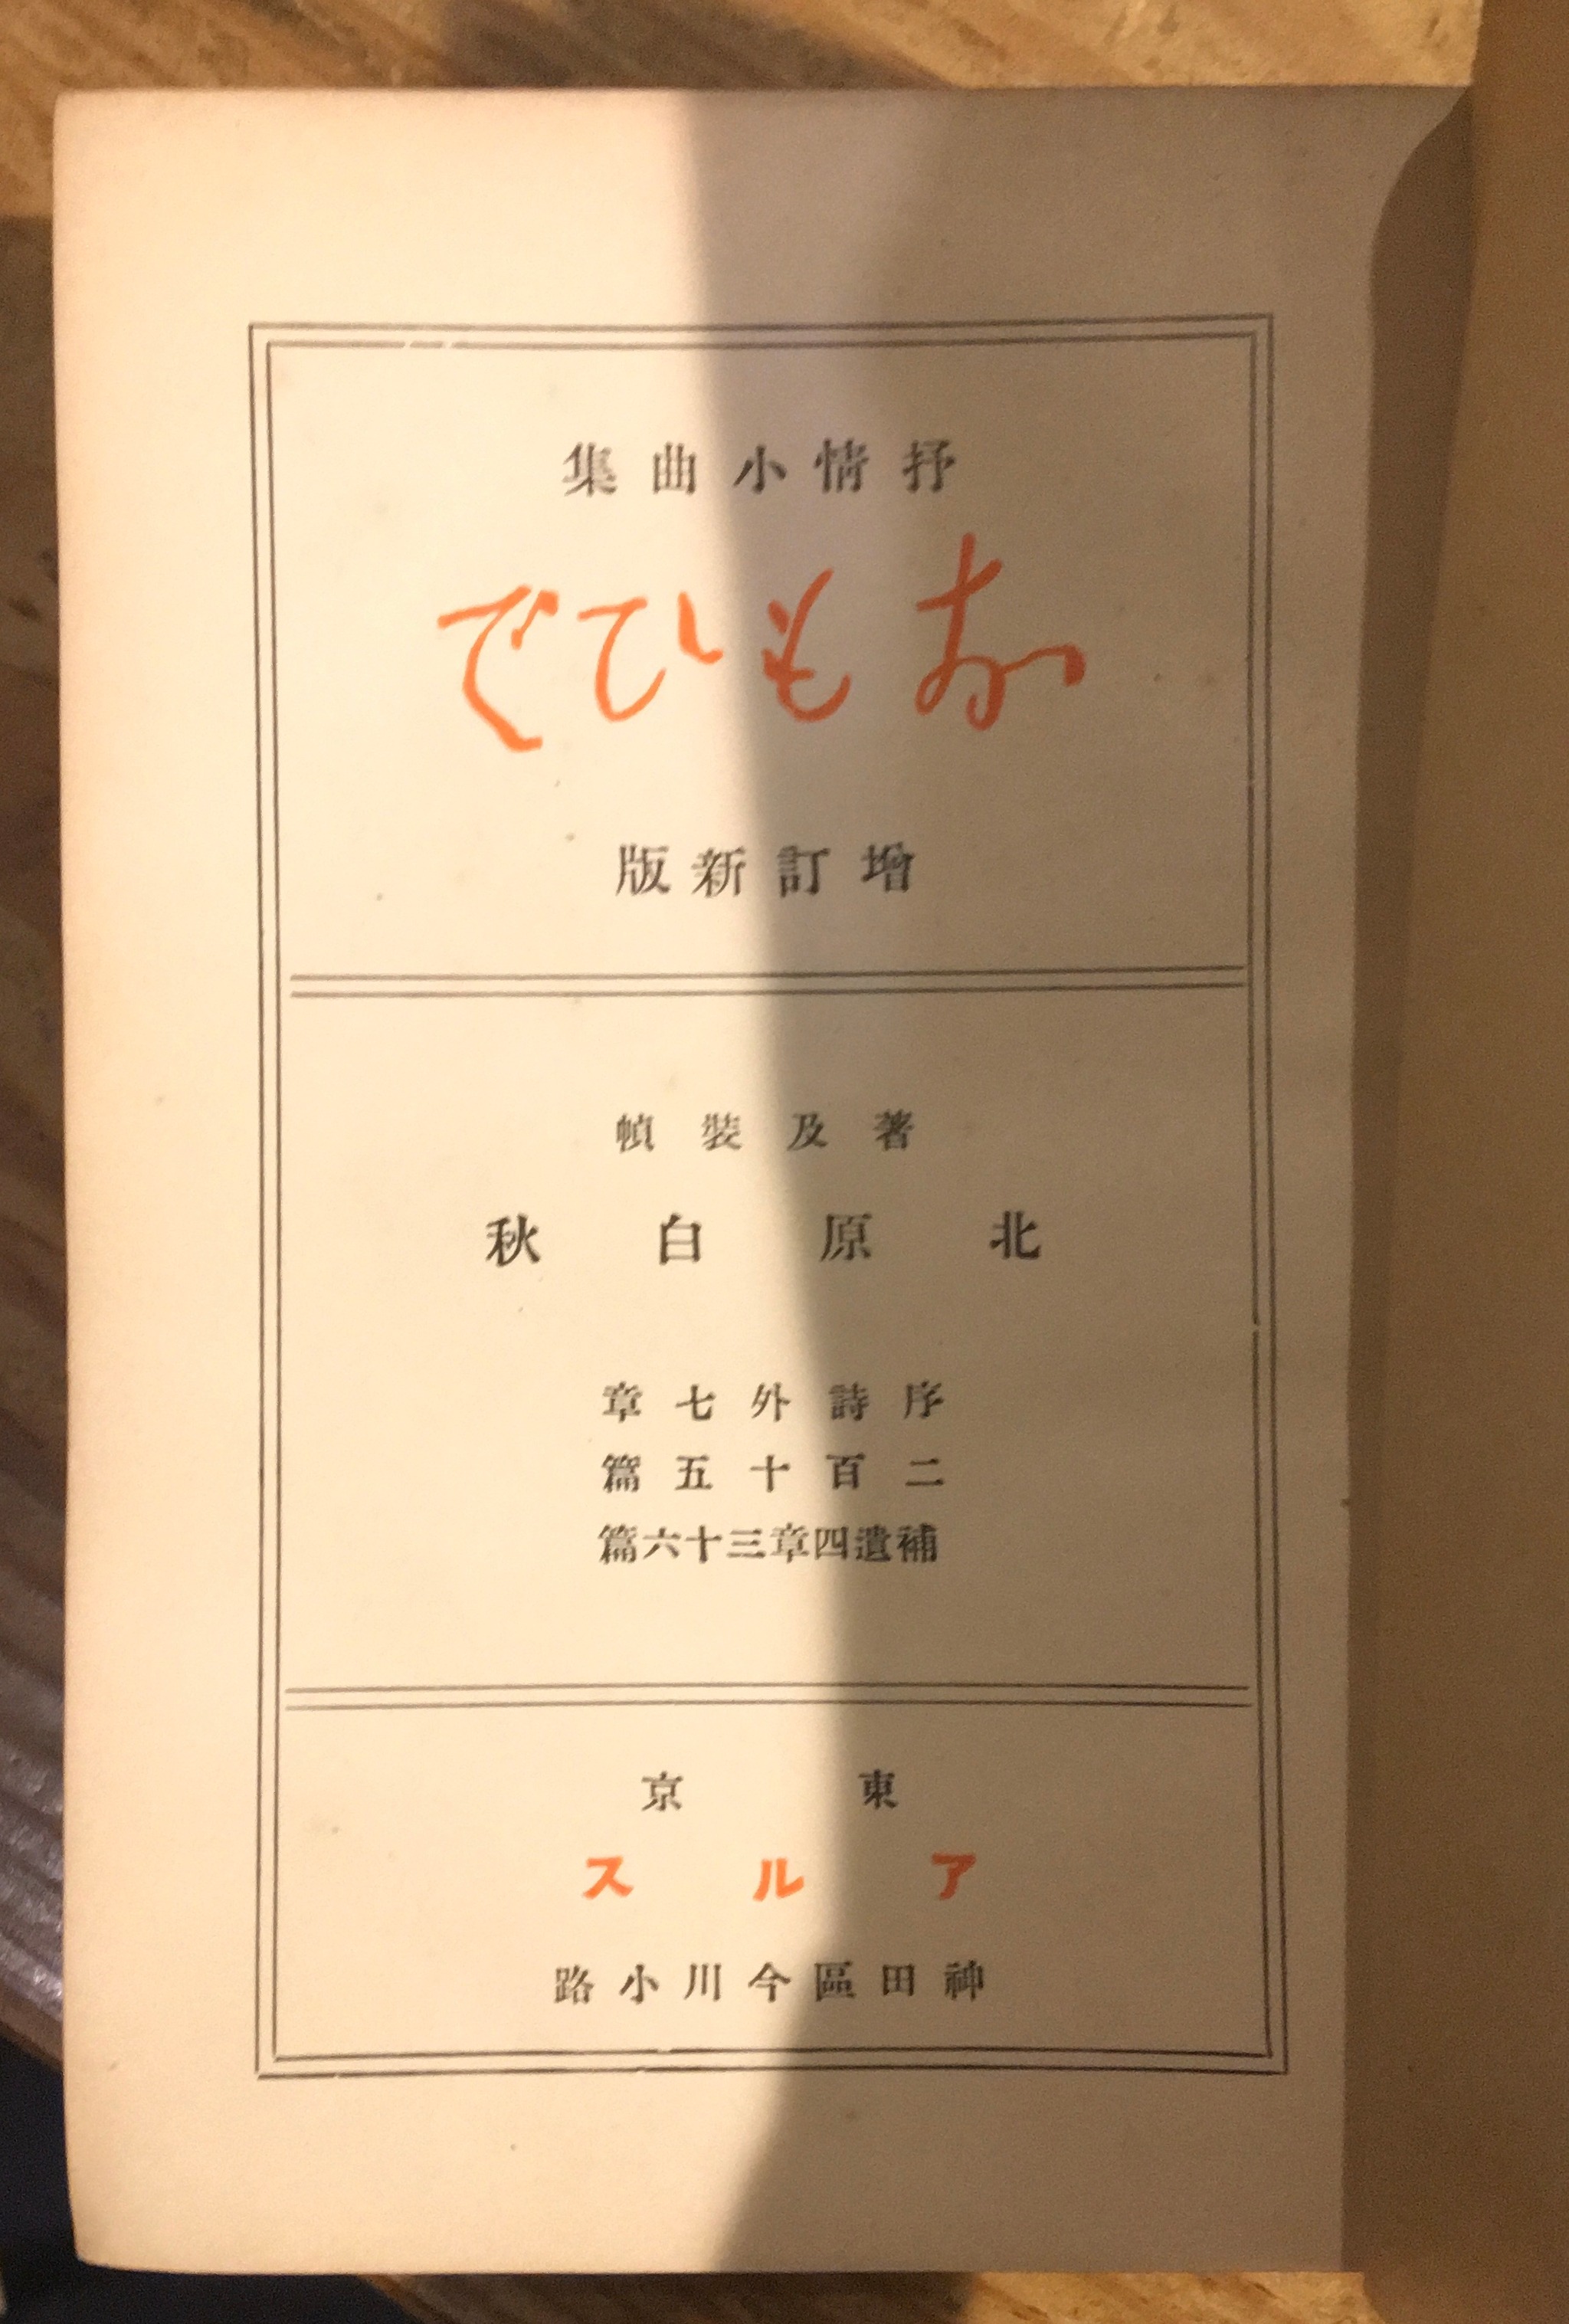 抒情小曲集
おもひで
増訂新版
著及裝幀
北原白秋
序詩外七章
二百十五篇
補遺四章三十六篇
東京
アルス
神田區今川小路